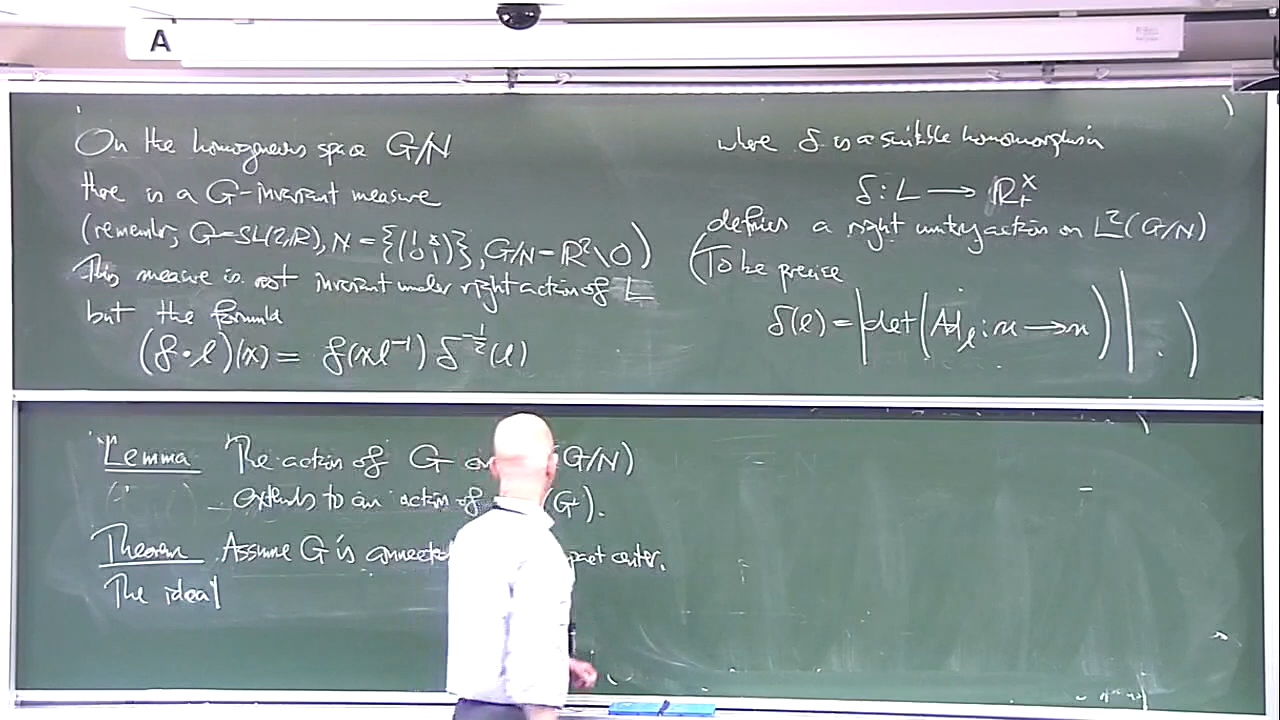 A
On the homogeneous space G/N
there is a G-invariant measure
(remember, G=SL(2,R), N = {(1 * 0 1)}, G/N = R²\0)
This measure is not invariant under right action of L
but the formula
(f·l)(x) = f(xl⁻¹) δ^{-1/2}(l)
where δ is a suitable homomorphism
δ: L → R₊^×
defines a right unitary action on L²(G/N)
(To be precise
δ(l) = |det(Ad_l : n → n)| . )
Lemma The action of G on (G/N)
extends to an action of (G).
Theorem Assume G is connected center.
The ideal